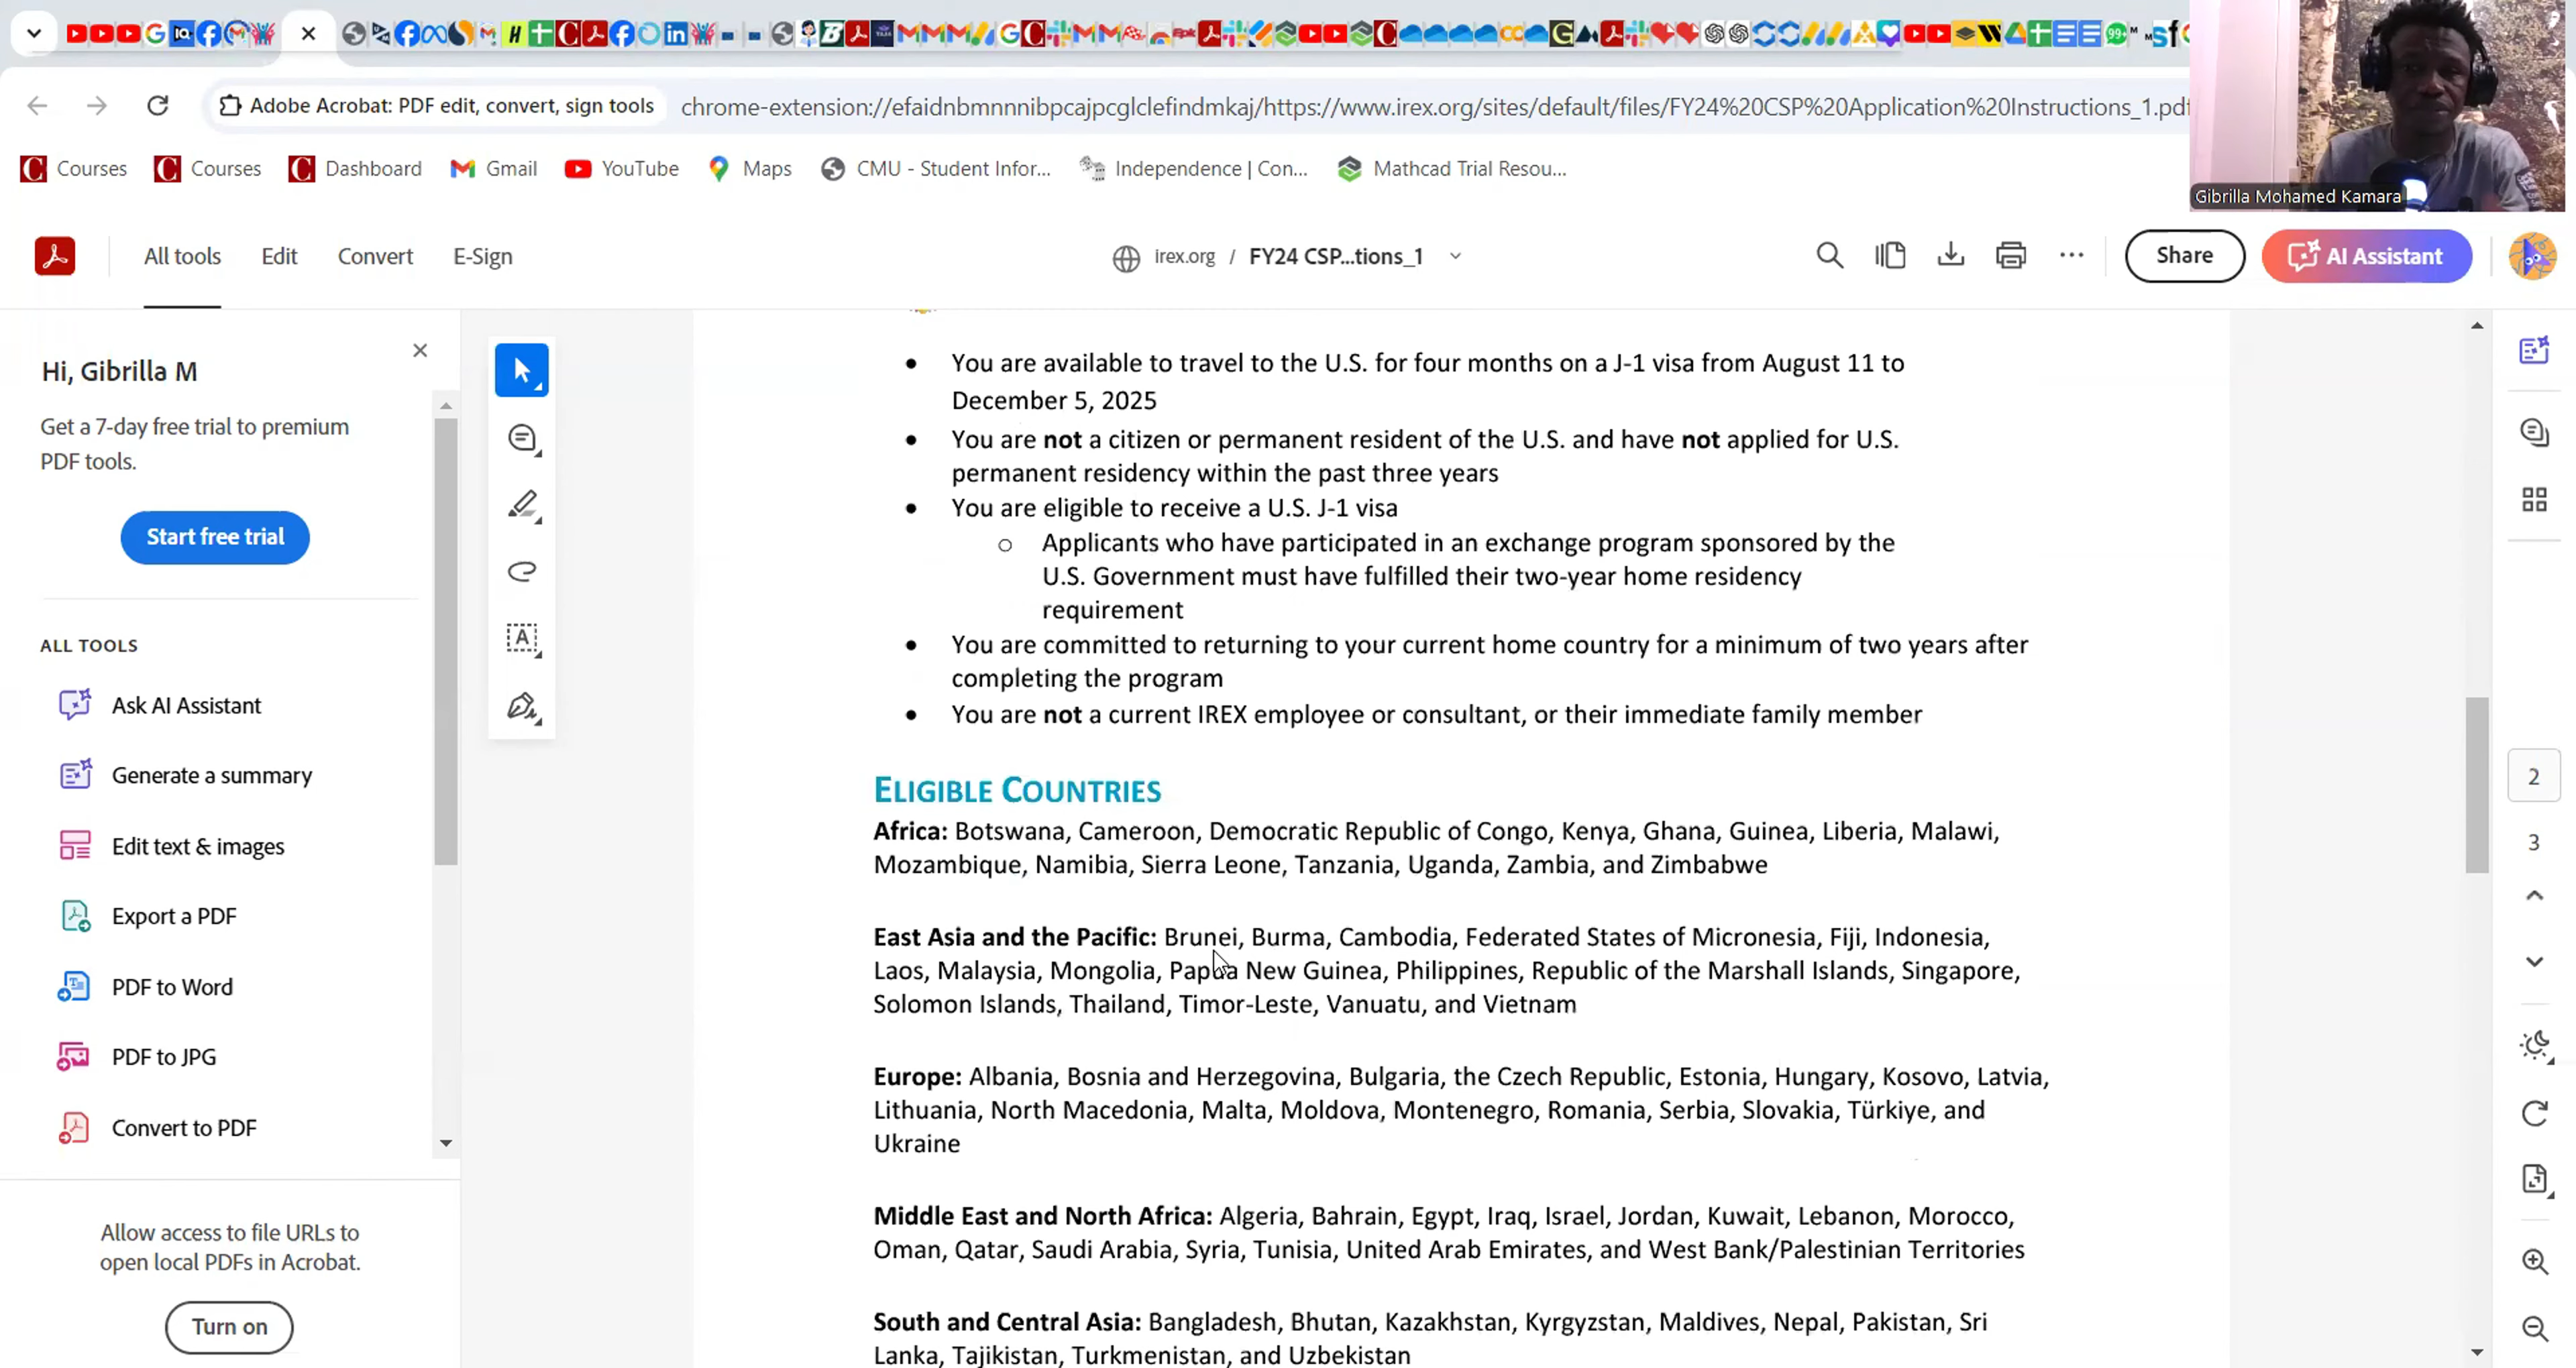 Adobe Acrobat: PDF edit, convert, sign tools
chrome-extension://efaidnbmnnnibpcajpcglclefindmkaj/https://www.irex.org/sites/default/files/FY24%20CSP%20Application%20Instructions_1.pdf
Courses
Courses
Dashboard
Gmail
YouTube
Maps
CMU - Student Infor...
Independence | Con...
Mathcad Trial Resou...
Gibrilla Mohamed Kamara
All tools
Edit
Convert
E-Sign
irex.org / FY24 CSP...tions_1
Share
AI Assistant
Hi, Gibrilla M
Get a 7-day free trial to premium
PDF tools.
Start free trial
ALL TOOLS
Ask AI Assistant
Generate a summary
Edit text & images
Export a PDF
PDF to Word
PDF to JPG
Convert to PDF
Allow access to file URLs to
open local PDFs in Acrobat.
Turn on
• You are available to travel to the U.S. for four months on a J-1 visa from August 11 to
December 5, 2025
• You are not a citizen or permanent resident of the U.S. and have not applied for U.S.
permanent residency within the past three years
• You are eligible to receive a U.S. J-1 visa
o Applicants who have participated in an exchange program sponsored by the
U.S. Government must have fulfilled their two-year home residency
requirement
• You are committed to returning to your current home country for a minimum of two years after
completing the program
• You are not a current IREX employee or consultant, or their immediate family member
ELIGIBLE COUNTRIES
Africa: Botswana, Cameroon, Democratic Republic of Congo, Kenya, Ghana, Guinea, Liberia, Malawi,
Mozambique, Namibia, Sierra Leone, Tanzania, Uganda, Zambia, and Zimbabwe
East Asia and the Pacific: Brunei, Burma, Cambodia, Federated States of Micronesia, Fiji, Indonesia,
Laos, Malaysia, Mongolia, Papua New Guinea, Philippines, Republic of the Marshall Islands, Singapore,
Solomon Islands, Thailand, Timor-Leste, Vanuatu, and Vietnam
Europe: Albania, Bosnia and Herzegovina, Bulgaria, the Czech Republic, Estonia, Hungary, Kosovo, Latvia,
Lithuania, North Macedonia, Malta, Moldova, Montenegro, Romania, Serbia, Slovakia, Türkiye, and
Ukraine
Middle East and North Africa: Algeria, Bahrain, Egypt, Iraq, Israel, Jordan, Kuwait, Lebanon, Morocco,
Oman, Qatar, Saudi Arabia, Syria, Tunisia, United Arab Emirates, and West Bank/Palestinian Territories
South and Central Asia: Bangladesh, Bhutan, Kazakhstan, Kyrgyzstan, Maldives, Nepal, Pakistan, Sri
Lanka, Tajikistan, Turkmenistan, and Uzbekistan
2
3